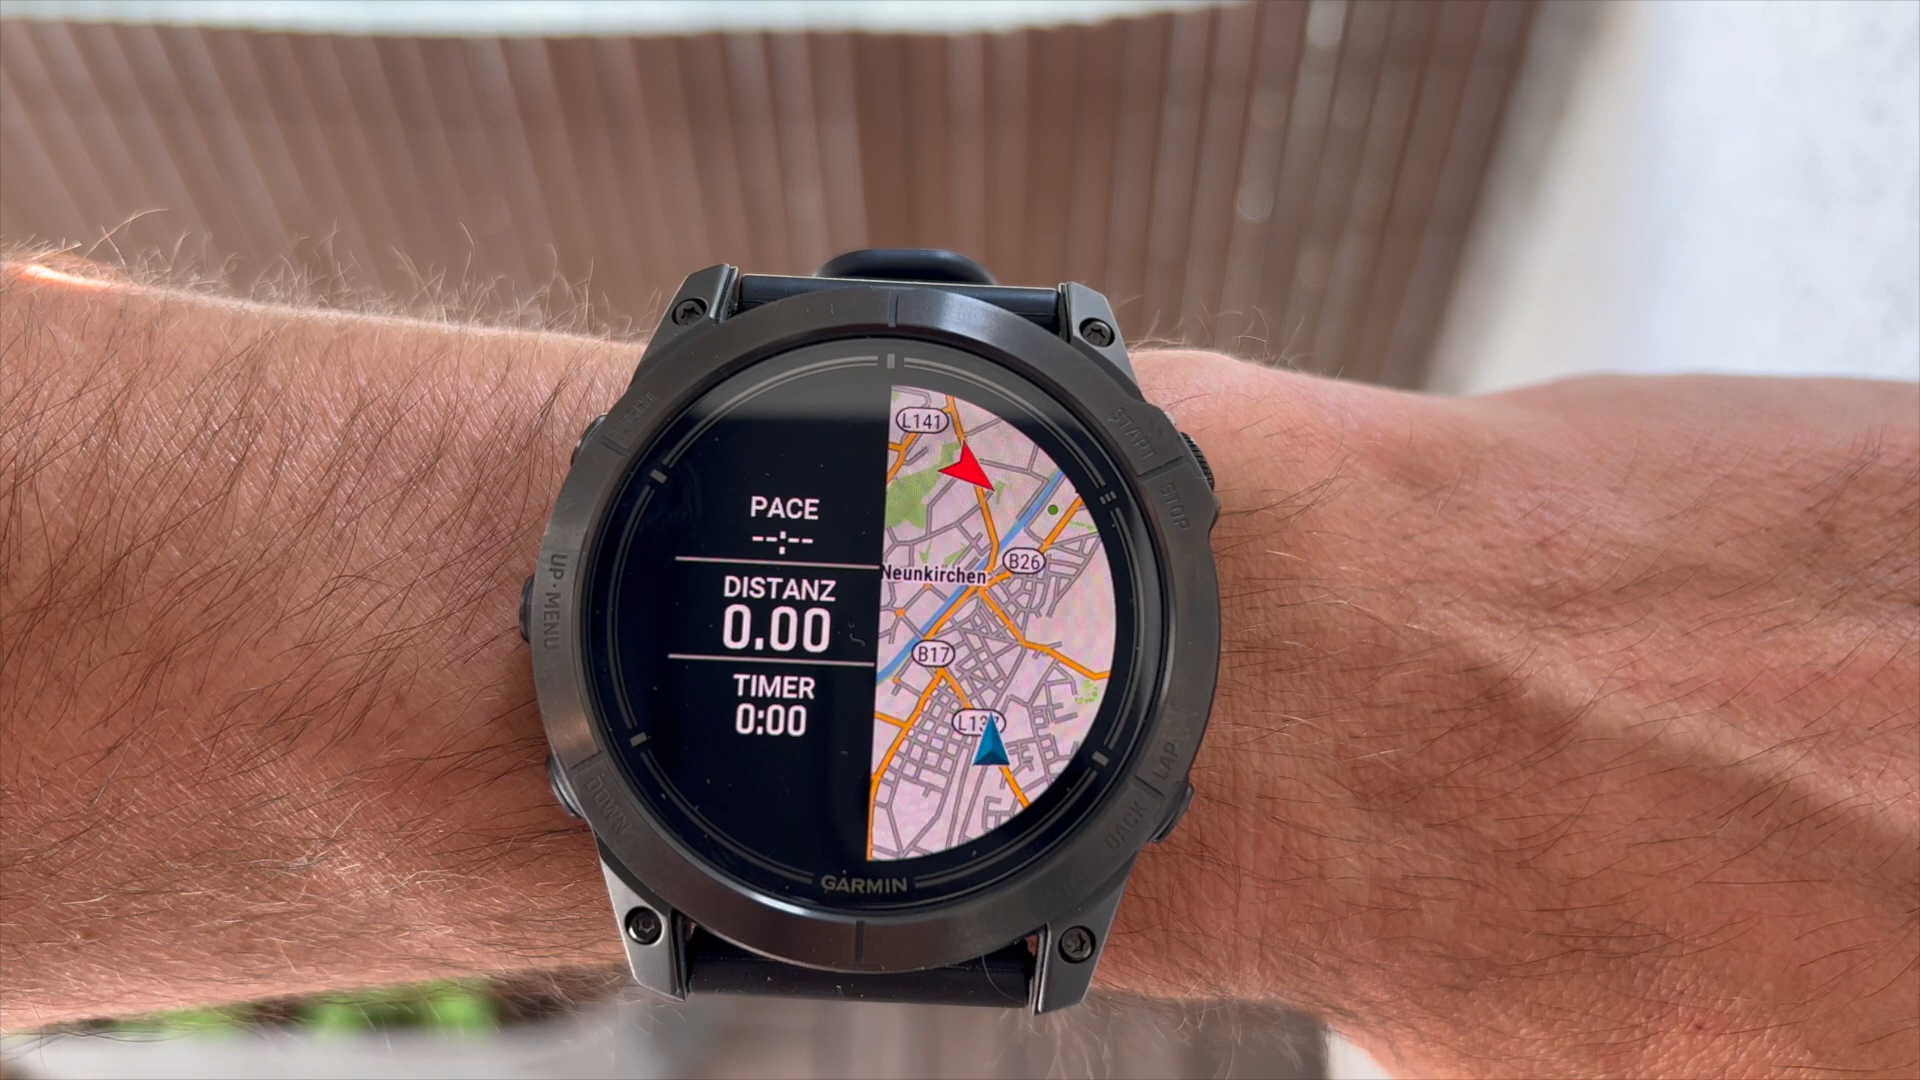 LIGHT
START
STOP
UP·MENU
DOWN
BACK
LAP
PACE
--:--
DISTANZ
0.00
TIMER
0:00
L141
B26
Neunkirchen
B17
GARMIN